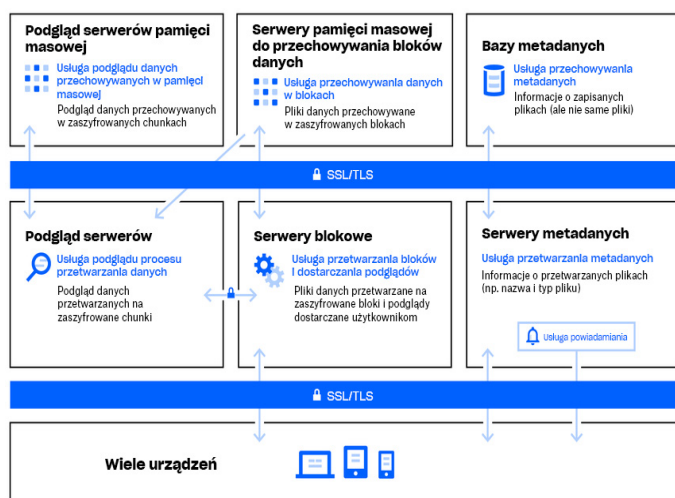 Podgląd serwerów pamięci
masowej
Usługa podglądu danych
przechowywanych w pamięci
masowej
Podgląd danych przechowywanych
w zaszyfrowanych chunkach
Serwery pamięci masowej
do przechowywania bloków
danych
Usługa przechowywania danych
w blokach
Pliki danych przechowywane
w zaszyfrowanych blokach
Bazy metadanych
Usługa przechowywania
metadanych
Informacje o zapisanych
plikach (ale nie same pliki)
SSL/TLS
Podgląd serwerów
Usługa podglądu procesu
przetwarzania danych
Podgląd danych
przetwarzanych na
zaszyfrowane chunki
Serwery blokowe
Usługa przetwarzania bloków
I dostarczania podglądów
Pliki danych przetwarzane na
zaszyfrowane bloki i podglądy
dostarczane użytkownikom
Serwery metadanych
Usługa przetwarzania metadanych
Informacje o przetwarzanych plikach
(np. nazwa i typ pliku)
Usługa powiadamiania
SSL/TLS
Wiele urządzeń